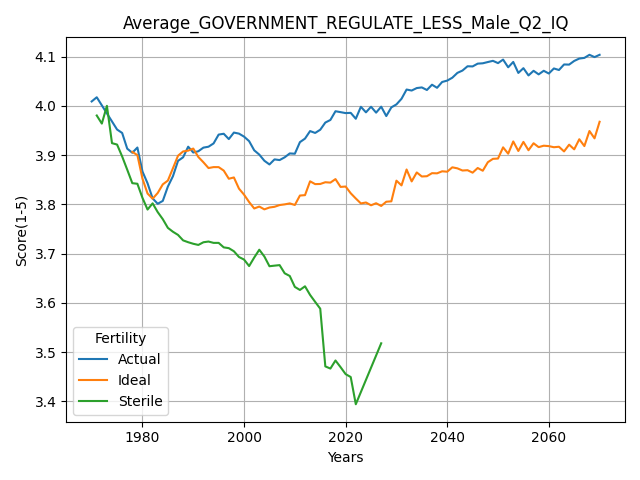 Average_GOVERNMENT_REGULATE_LESS_Male_Q2_IQ
Score(1-5)
4.1
4.0
3.9
3.8
3.7
3.6
3.5
3.4
Fertility
Actual
Ideal
Sterile
1980 2000 2020 2040 2060
Years